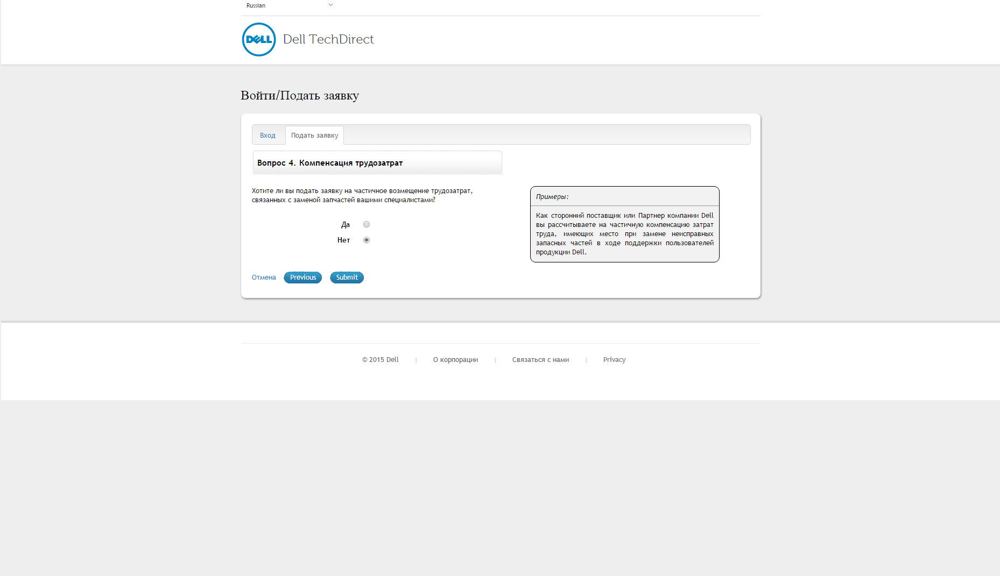 Russian
DELL
Dell TechDirect
Войти/Подать заявку
Вход
Подать заявку
Вопрос 4. Компенсация трудозатрат
Хотите ли вы подать заявку на частичное возмещение трудозатрат,
связанных с заменой запчастей вашими специалистами?
Да
Нет
Примеры:
Как сторонний поставщик или Партнер компании Dell
вы рассчитываете на частичную компенсацию затрат
труда, имеющих место при замене неисправных
запасных частей в ходе поддержки пользователей
продукции Dell.
Отмена
Previous
Submit
© 2015 Dell | О корпорации | Связаться с нами | Privacy